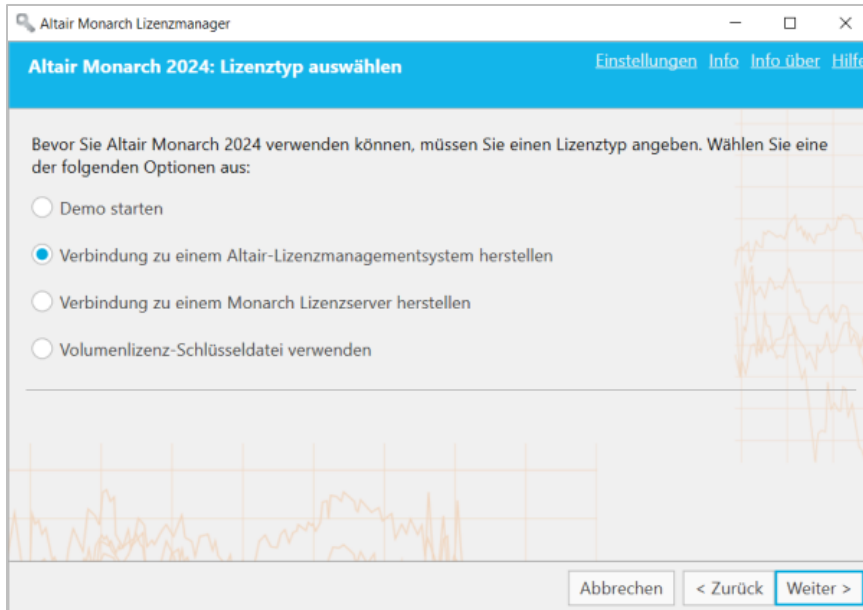 Altair Monarch Lizenzmanager
Altair Monarch 2024: Lizenztyp auswählen
Einstellungen Info Info über Hilfe
Bevor Sie Altair Monarch 2024 verwenden können, müssen Sie einen Lizenztyp angeben. Wählen Sie eine
der folgenden Optionen aus:
Demo starten
Verbindung zu einem Altair-Lizenzmanagementsystem herstellen
Verbindung zu einem Monarch Lizenzserver herstellen
Volumenlizenz-Schlüsseldatei verwenden
Abbrechen < Zurück Weiter >